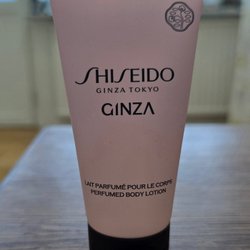 SHISEIDO
GINZA TOKYO
GINZA
LAIT PARFUMÉ POUR LE CORPS
PERFUMED BODY LOTION